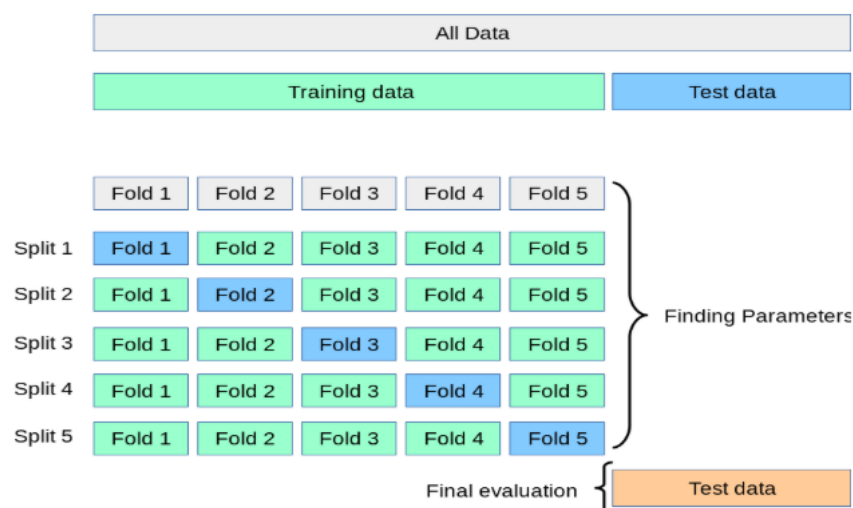 All Data
Training data Test data
Fold 1 Fold 2 Fold 3 Fold 4 Fold 5
Split 1 Fold 1 Fold 2 Fold 3 Fold 4 Fold 5
Split 2 Fold 1 Fold 2 Fold 3 Fold 4 Fold 5
Finding Parameters
Split 3 Fold 1 Fold 2 Fold 3 Fold 4 Fold 5
Split 4 Fold 1 Fold 2 Fold 3 Fold 4 Fold 5
Split 5 Fold 1 Fold 2 Fold 3 Fold 4 Fold 5
Final evaluation Test data